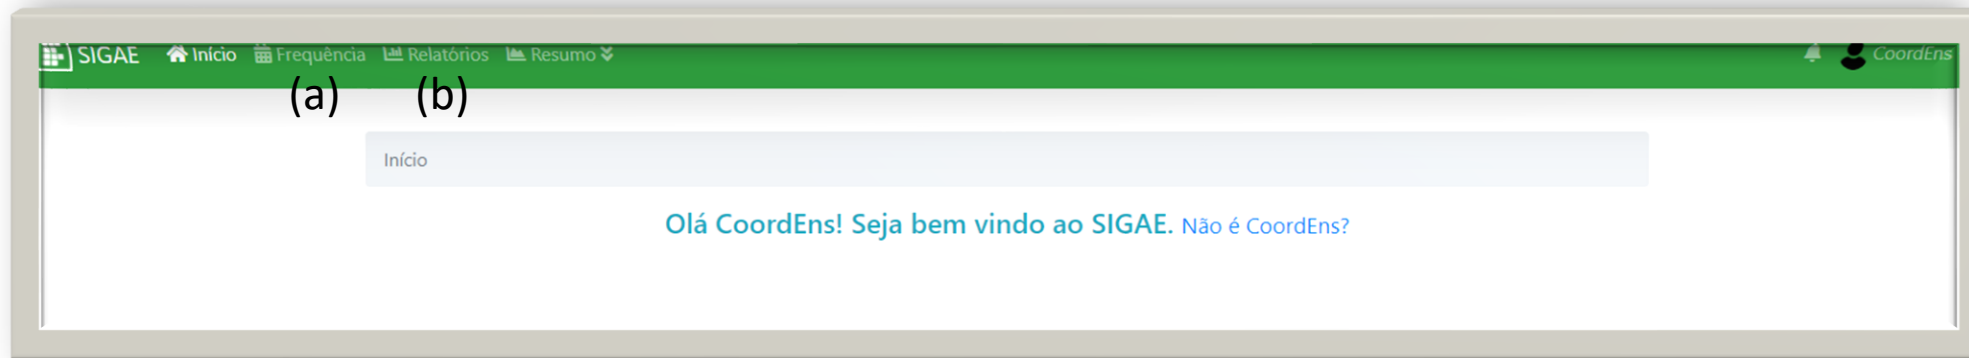 SIGAE Início Frequência Relatórios Resumo CoordEns
(a) (b)
Início
Olá CoordEns! Seja bem vindo ao SIGAE. Não é CoordEns?